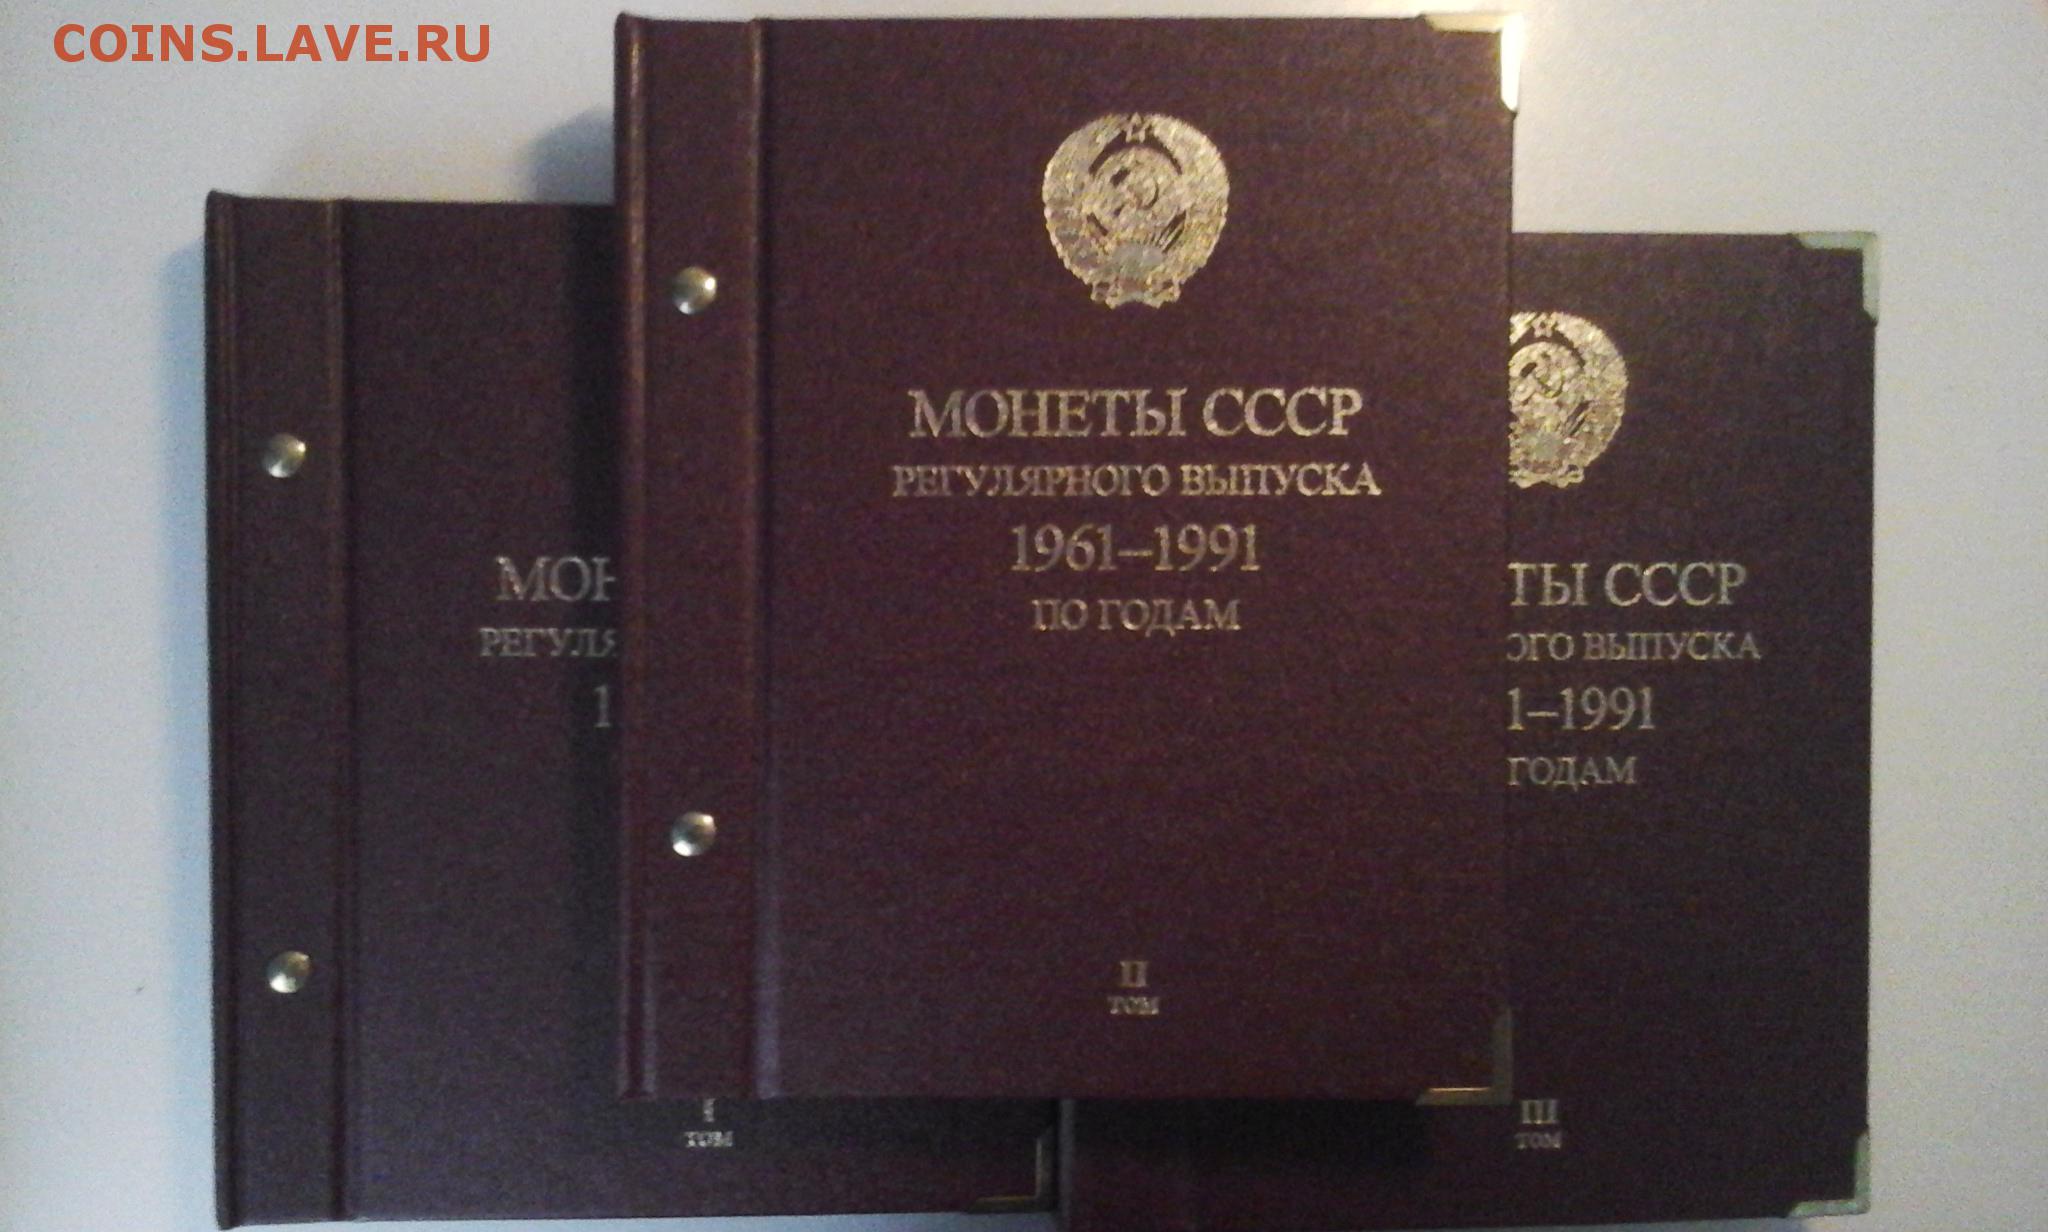 COINS.LAVE.RU
МОНЕТЫ СССР
РЕГУЛЯРНОГО ВЫПУСКА
1961–1991
ПО ГОДАМ
II
ТОМ
МОН
РЕГУЛЯ
1
I
ТОМ
ТЫ СССР
ОГО ВЫПУСКА
1–1991
ГОДАМ
III
ТОМ